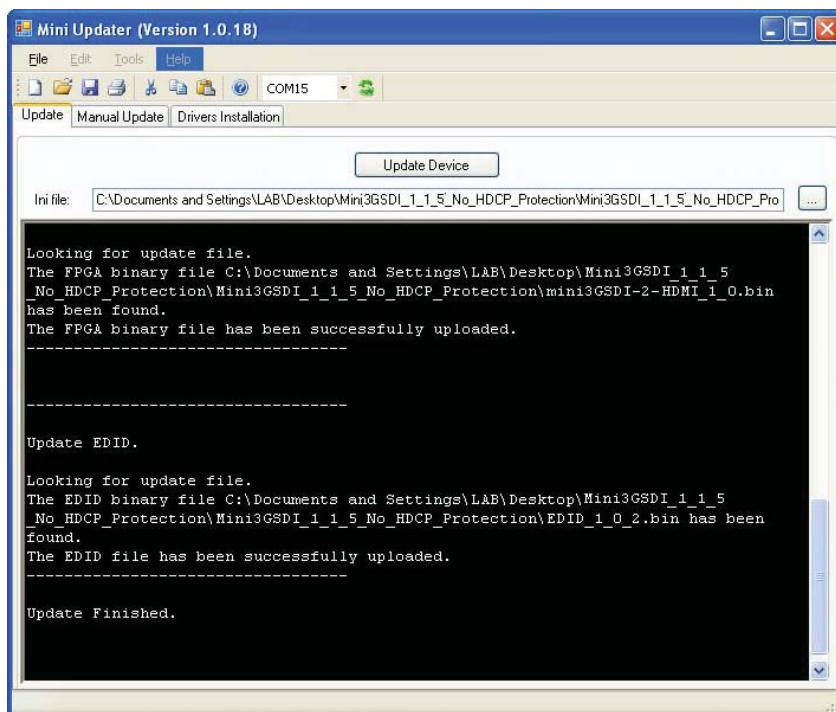 Mini Updater (Version 1.0.18)
File Edit Tools Help
COM15
Update Manual Update Drivers Installation
Update Device
Ini file: C:\Documents and Settings\LAB\Desktop\Mini3GSDI_1_1_5_No_HDCP_Protection\Mini3GSDI_1_1_5_No_HDCP_Pro ...
Looking for update file.
The FPGA binary file C:\Documents and Settings\LAB\Desktop\Mini3GSDI_1_1_5
_No_HDCP_Protection\Mini3GSDI_1_1_5_No_HDCP_Protection\mini3GSDI-2-HDMI_1_0.bin
has been found.
The FPGA binary file has been successfully uploaded.
-----------------------------------
-----------------------------------
Update EDID.
Looking for update file.
The EDID binary file C:\Documents and Settings\LAB\Desktop\Mini3GSDI_1_1_5
_No_HDCP_Protection\Mini3GSDI_1_1_5_No_HDCP_Protection\EDID_1_0_2.bin has been
found.
The EDID file has been successfully uploaded.
-----------------------------------
Update Finished.